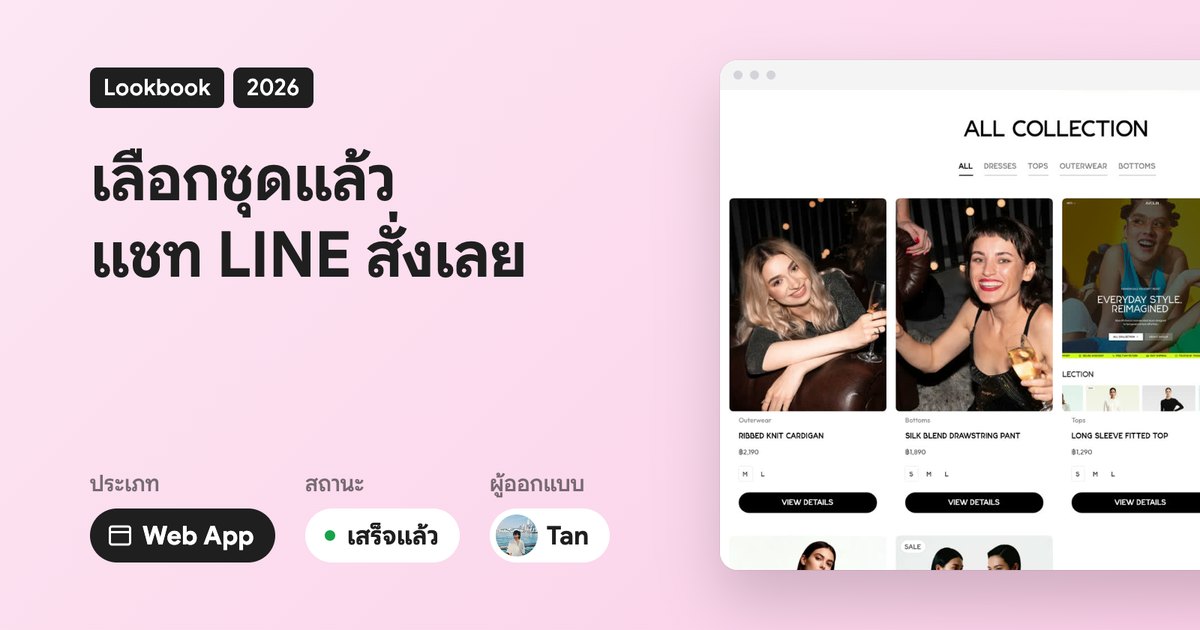 Lookbook 2026
เลือกชุดแล้ว
แชท LINE สั่งเลย
ประเภท สถานะ ผู้ออกแบบ
Web App เสร็จแล้ว Tan
ALL COLLECTION
ALL DRESSES TOPS OUTERWEAR BOTTOMS
EVERYDAY STYLE,
REIMAGINED
LECTION
Outerwear
RIBBED KNIT CARDIGAN
฿2,190
M L
VIEW DETAILS
Bottoms
SILK BLEND DRAWSTRING PANT
฿1,890
S M L
VIEW DETAILS
Tops
LONG SLEEVE FITTED TOP
฿1,290
S M L
VIEW DETAILS
SALE